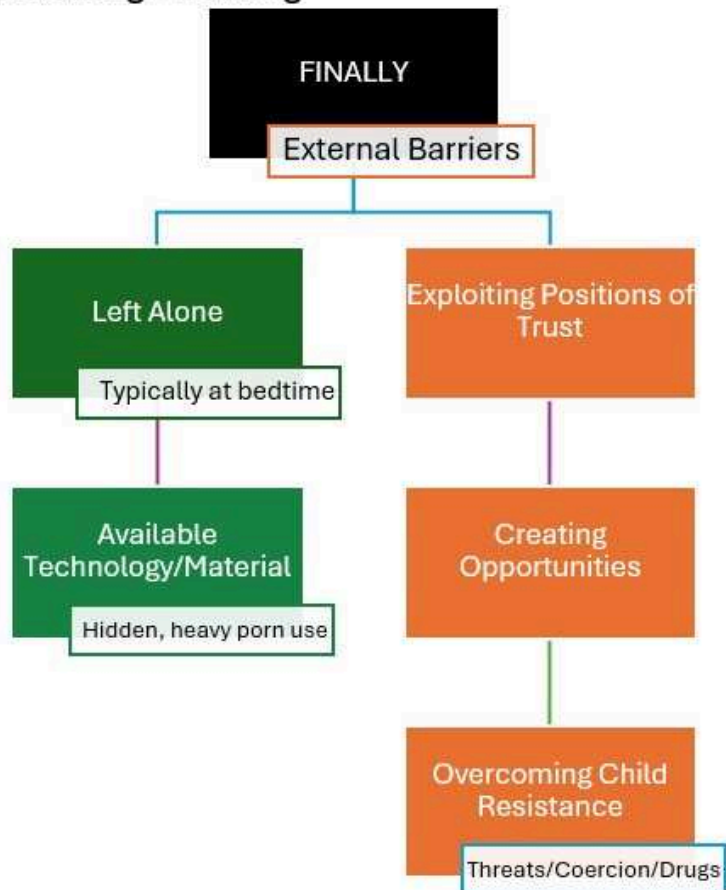 FINALLY
External Barriers
Left Alone
Typically at bedtime
Exploiting Positions of
Trust
Available
Technology/Material
Hidden, heavy porn use
Creating
Opportunities
Overcoming Child
Resistance
Threats/Coercion/Drugs